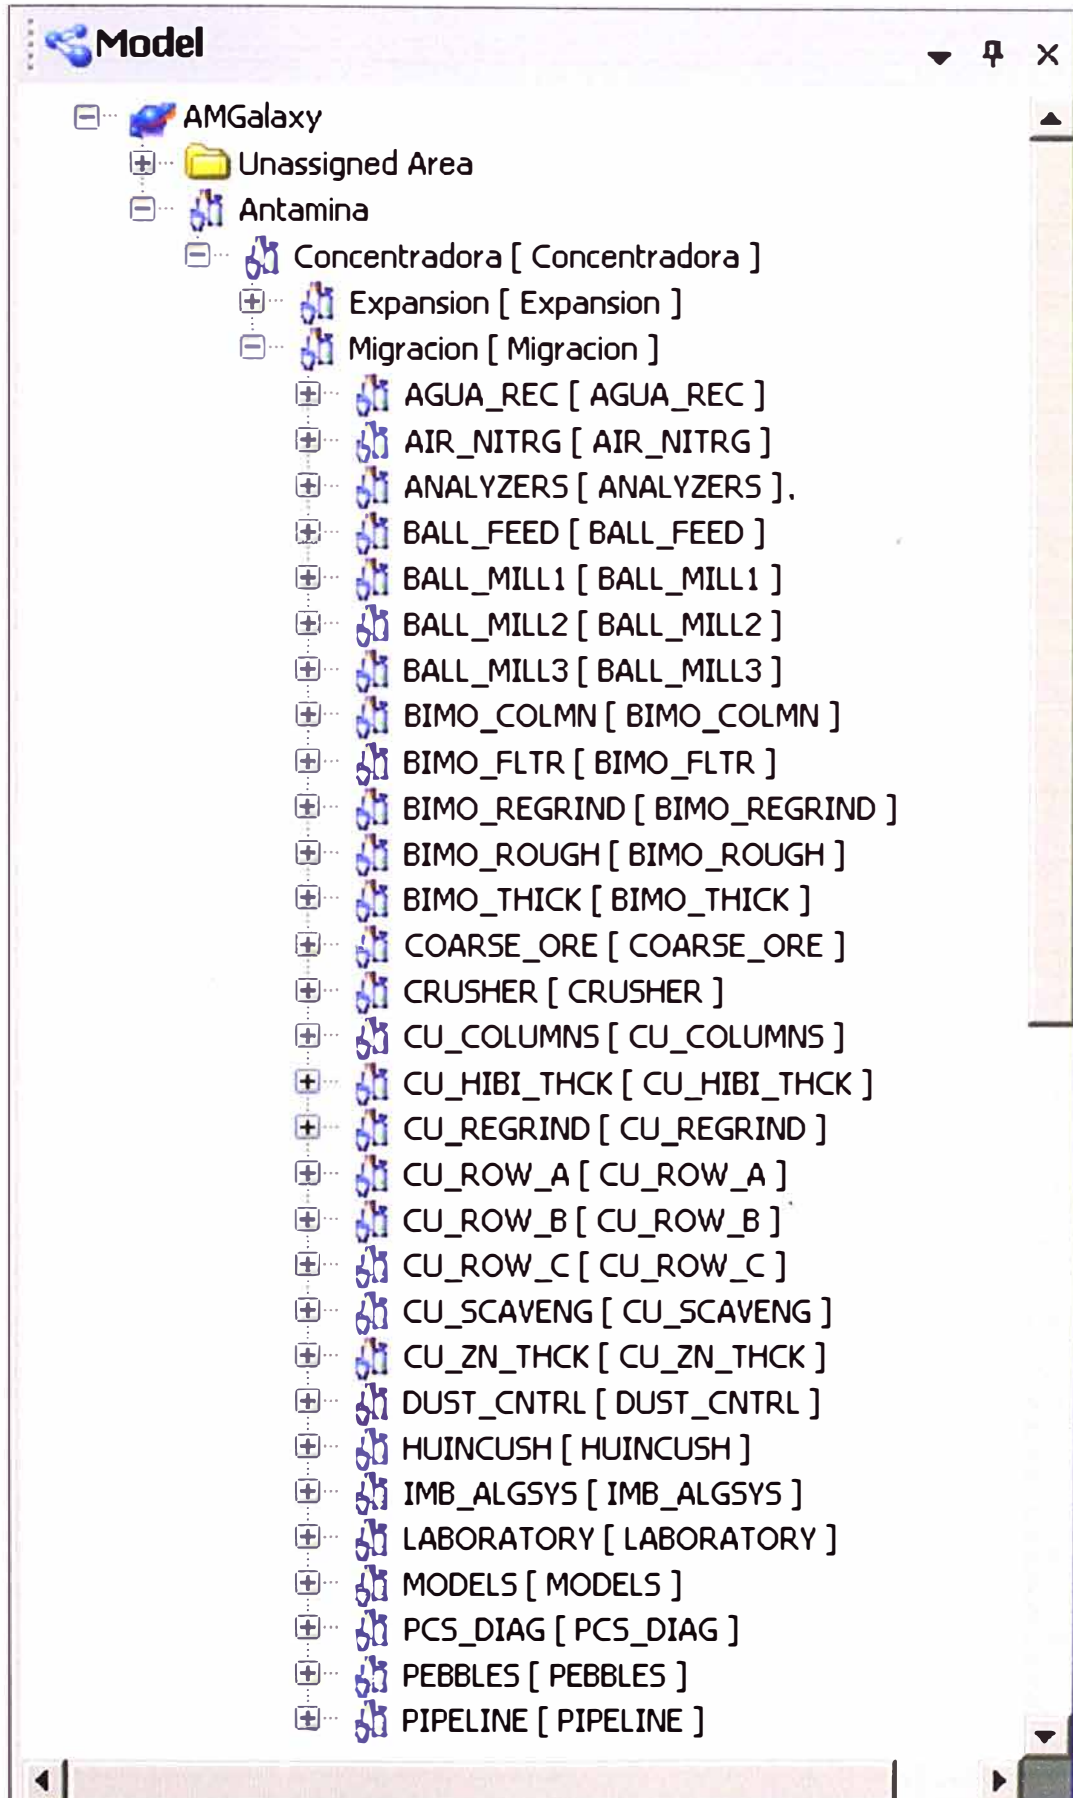 Model
AMGalaxy
Unassigned Area
Antamina
Concentradora [ Concentradora ]
Expansion [ Expansion ]
Migracion [ Migracion ]
AGUA_REC [ AGUA_REC ]
AIR_NITRG [ AIR_NITRG ]
ANALYZERS [ ANALYZERS ].
BALL_FEED [ BALL_FEED ]
BALL_MILL1 [ BALL_MILL1 ]
BALL_MILL2 [ BALL_MILL2 ]
BALL_MILL3 [ BALL_MILL3 ]
BIMO_COLMN [ BIMO_COLMN ]
BIMO_FLTR [ BIMO_FLTR ]
BIMO_REGRIND [ BIMO_REGRIND ]
BIMO_ROUGH [ BIMO_ROUGH ]
BIMO_THICK [ BIMO_THICK ]
COARSE_ORE [ COARSE_ORE ]
CRUSHER [ CRUSHER ]
CU_COLUMNS [ CU_COLUMNS ]
CU_HIBI_THCK [ CU_HIBI_THCK ]
CU_REGRIND [ CU_REGRIND ]
CU_ROW_A [ CU_ROW_A ]
CU_ROW_B [ CU_ROW_B ]
CU_ROW_C [ CU_ROW_C ]
CU_SCAVENG [ CU_SCAVENG ]
CU_ZN_THCK [ CU_ZN_THCK ]
DUST_CNTRL [ DUST_CNTRL ]
HUINCUSH [ HUINCUSH ]
IMB_ALGSYS [ IMB_ALGSYS ]
LABORATORY [ LABORATORY ]
MODELS [ MODELS ]
PCS_DIAG [ PCS_DIAG ]
PEBBLES [ PEBBLES ]
PIPELINE [ PIPELINE ]